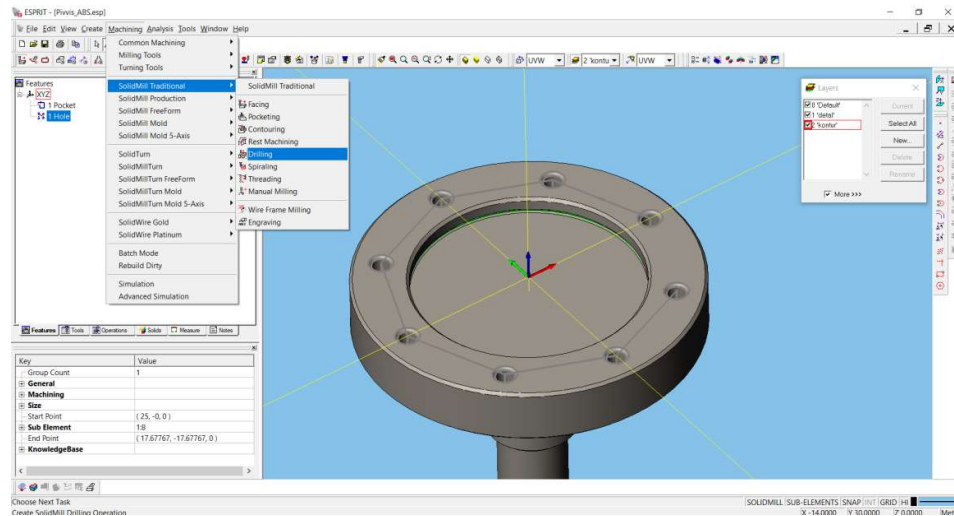 ESPRIT - [Pivvis_ABS.esp]
File Edit View Create Machining Analysis Tools Window Help
Common Machining
Milling Tools
Turning Tools
SolidMill Traditional
SolidMill Production
SolidMill FreeForm
SolidMill Mold
SolidMill Mold 5-Axis
SolidTurn
SolidMillTurn
SolidMillTurn FreeForm
SolidMillTurn Mold
SolidMillTurn Mold 5-Axis
SolidWire Gold
SolidWire Platinum
Batch Mode
Rebuild Dirty
Simulation
Advanced Simulation
SolidMill Traditional
Facing
Pocketing
Contouring
Rest Machining
Drilling
Spiraling
Threading
Manual Milling
Wire Frame Milling
Engraving
UVW
2 'kontu
UVW
Features
XYZ
1 Pocket
1 Hole
Layers
0 'Default'
1 'detal'
2 'kontur'
Current
Select All
New...
Delete
Rename
More >>>
Features Tools Operations Solids Measure Notes
Key Value
Group Count 1
General
Machining
Size
Start Point ( 25, -0, 0 )
Sub Element 1:8
End Point ( 17.67767, -17.67767, 0 )
KnowledgeBase
Choose Next Task
SOLIDMILL SUB-ELEMENTS SNAP INT GRID HI
Create SolidMill Drilling Operation
X -14.0000 Y 30.0000 Z 0.0000 Met